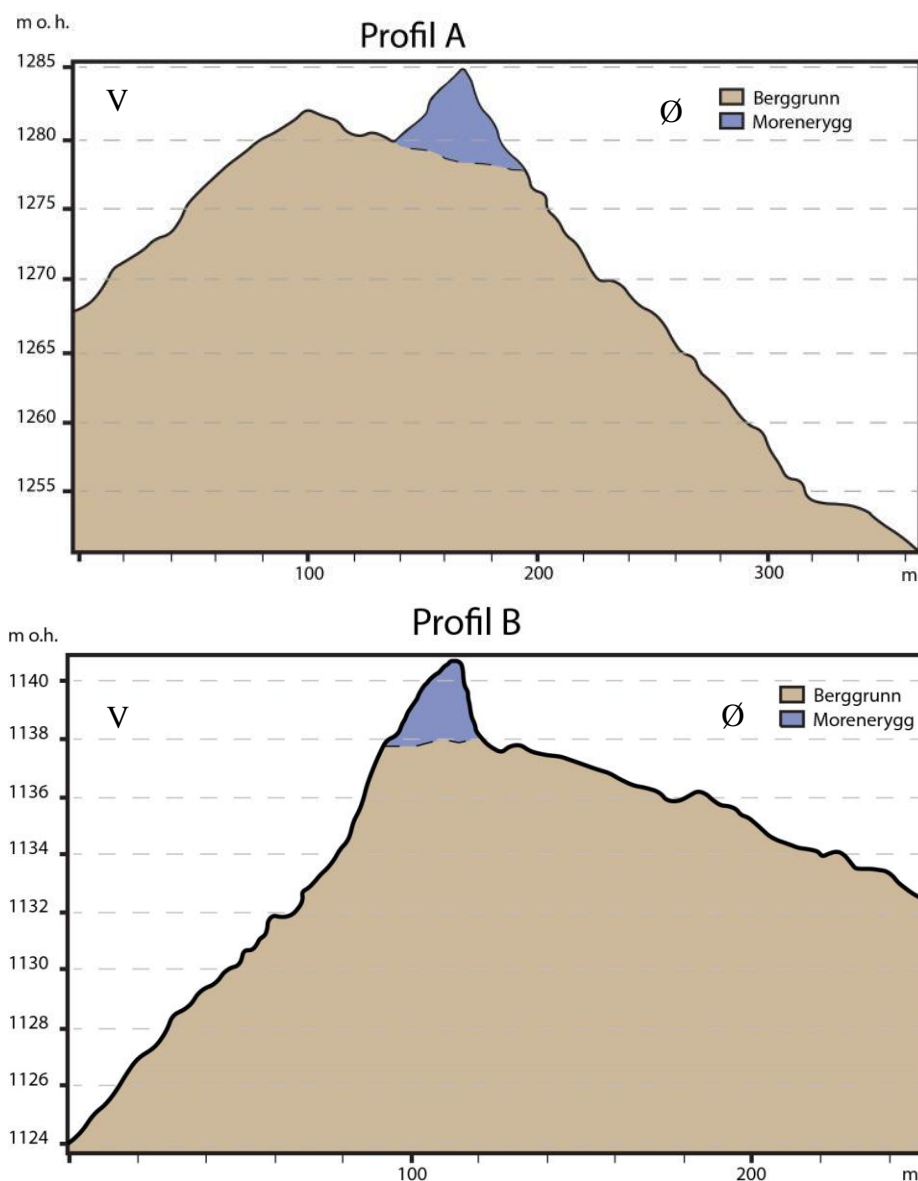 m o. h.
Profil A
1285
V
Ø
Berggrunn
Morenerygg
1280
1275
1270
1265
1260
1255
100
200
300
m
Profil B
m o.h.
1140
V
Ø
Berggrunn
Morenerygg
1138
1136
1134
1132
1130
1128
1126
1124
100
200
m